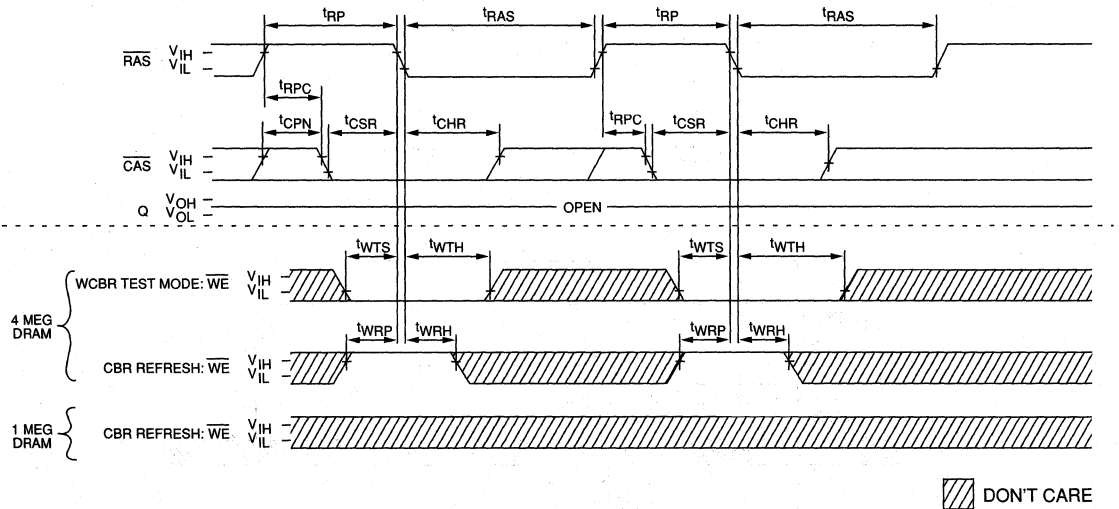 tRP tRAS tRP tRAS
RAS VIH
VIL
tRPC
tCPN tCSR tCHR tRPC tCSR tCHR
CAS VIH
VIL
Q VOH
VOL
OPEN
tWTS tWTH tWTS tWTH
WCBR TEST MODE: WE VIH
VIL
4 MEG
DRAM
tWRP tWRH tWRP tWRH
CBR REFRESH: WE VIH
VIL
1 MEG
DRAM
CBR REFRESH: WE VIH
VIL
DON'T CARE